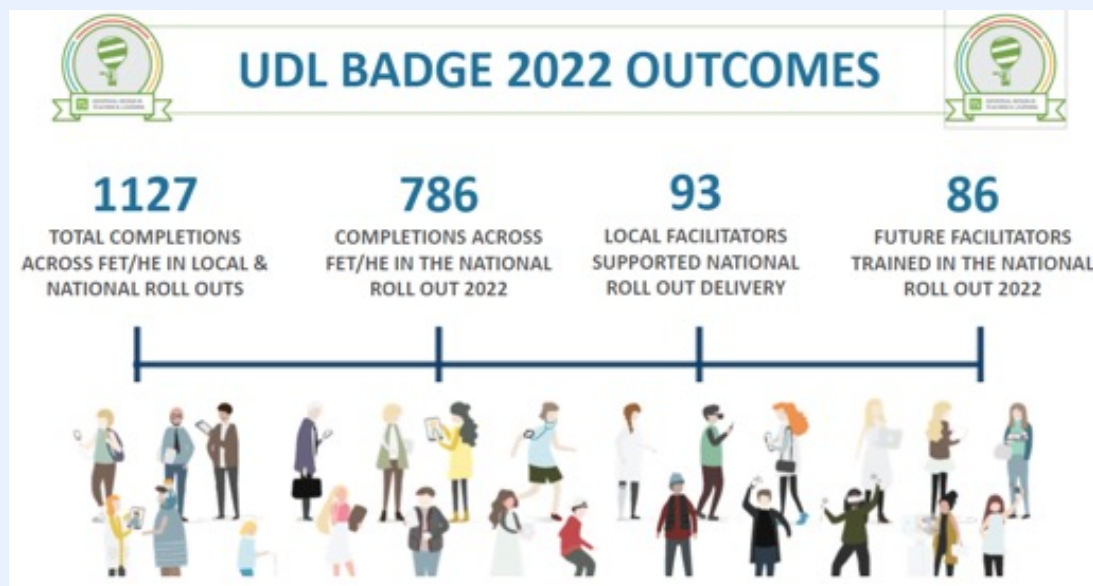 UDL BADGE 2022 OUTCOMES
1127
TOTAL COMPLETIONS
ACROSS FET/HE IN LOCAL &
NATIONAL ROLL OUTS
786
COMPLETIONS ACROSS
FET/HE IN THE NATIONAL
ROLL OUT 2022
93
LOCAL FACILITATORS
SUPPORTED NATIONAL
ROLL OUT DELIVERY
86
FUTURE FACILITATORS
TRAINED IN THE NATIONAL
ROLL OUT 2022